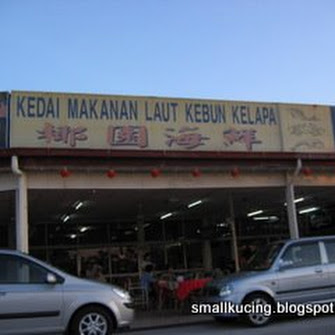 KEDAI MAKANAN LAUT KEBUN KELAPA
椰園海鮮
smallkucing.blogspot